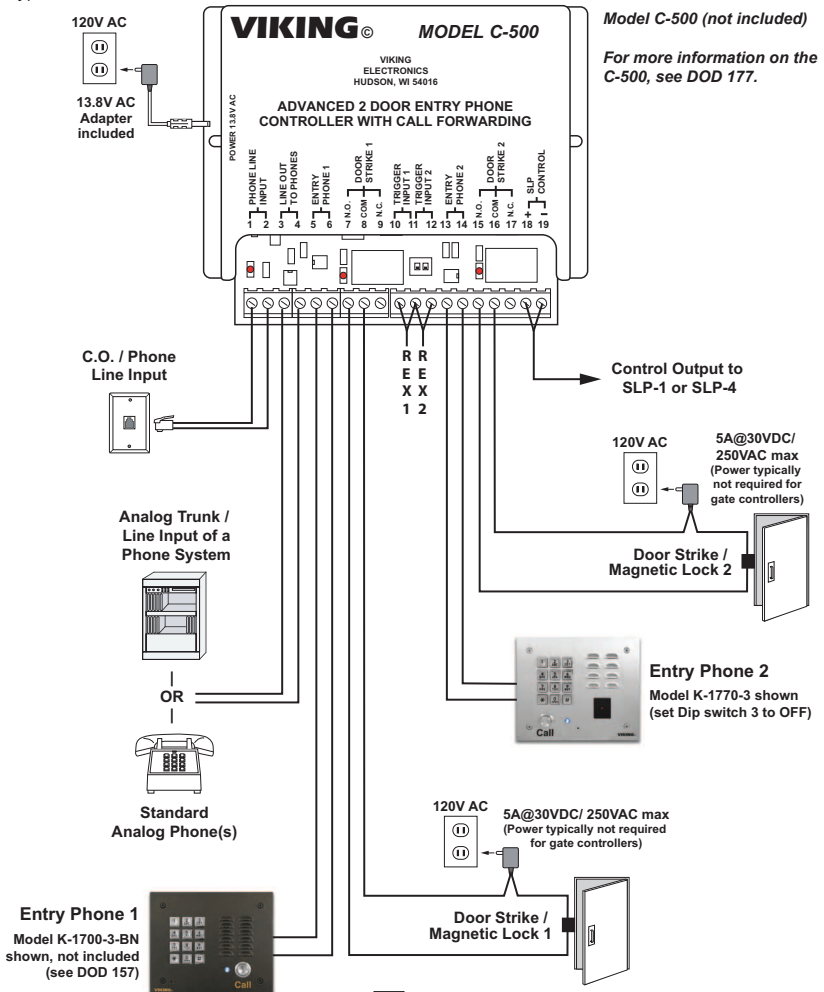 120V AC
13.8V AC
Adapter
included
VIKING©
MODEL C-500
VIKING
ELECTRONICS
HUDSON, WI 54016
ADVANCED 2 DOOR ENTRY PHONE
CONTROLLER WITH CALL FORWARDING
Model C-500 (not included)
For more information on the
C-500, see DOD 177.
POWER 13.8V AC
PHONE LINE
INPUT
LINE OUT
TO PHONES
ENTRY
PHONE 1
DOOR
STRIKE 1
N.O.
COM
N.C.
TRIGGER
INPUT 1
TRIGGER
INPUT 2
ENTRY
PHONE 2
DOOR
STRIKE 2
N.O.
COM
N.C.
SLP
CONTROL
+ –
1 2 3 4 5 6 7 8 9 10 11 12 13 14 15 16 17 18 19
REX1
REX2
C.O. / Phone
Line Input
Control Output to
SLP-1 or SLP-4
120V AC
5A@30VDC/
250VAC max
(Power typically
not required for
gate controllers)
Door Strike /
Magnetic Lock 2
Analog Trunk /
Line Input of a
Phone System
OR
Standard
Analog Phone(s)
Call
VIKING
Entry Phone 2
Model K-1770-3 shown
(set Dip switch 3 to OFF)
120V AC
5A@30VDC/ 250VAC max
(Power typically not required
for gate controllers)
Door Strike /
Magnetic Lock 1
Entry Phone 1
Model K-1700-3-BN
shown, not included
(see DOD 157)
VIKING
Call